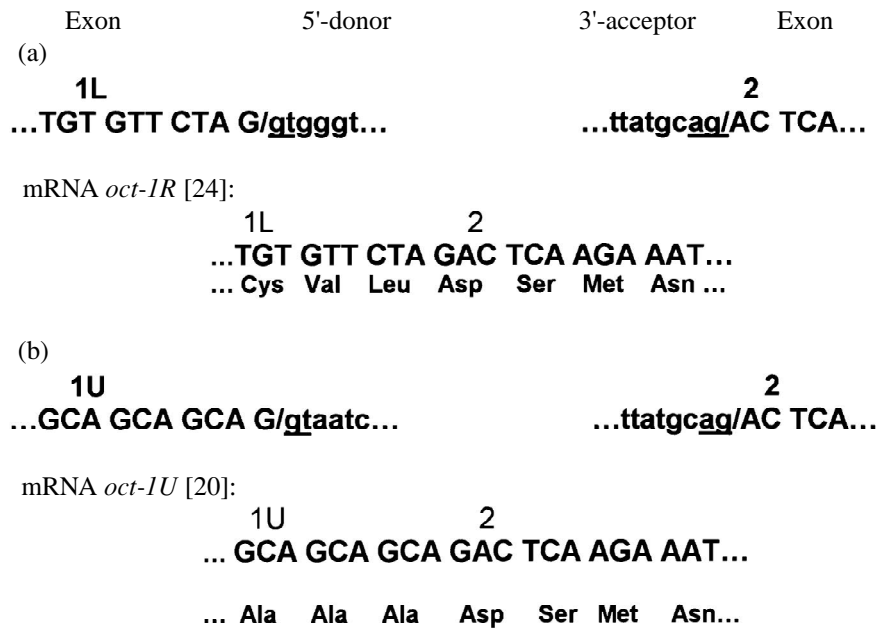 Exon 5'-donor 3'-acceptor Exon
(a)
1L 2
...TGT GTT CTA G/gtgggt... ...ttatgcag/AC TCA...
mRNA oct-1R [24]:
1L 2
...TGT GTT CTA GAC TCA AGA AAT...
... Cys Val Leu Asp Ser Met Asn ...
(b)
1U 2
...GCA GCA GCA G/gtaatc... ...ttatgcag/AC TCA...
mRNA oct-1U [20]:
1U 2
... GCA GCA GCA GAC TCA AGA AAT...
... Ala Ala Ala Asp Ser Met Asn...